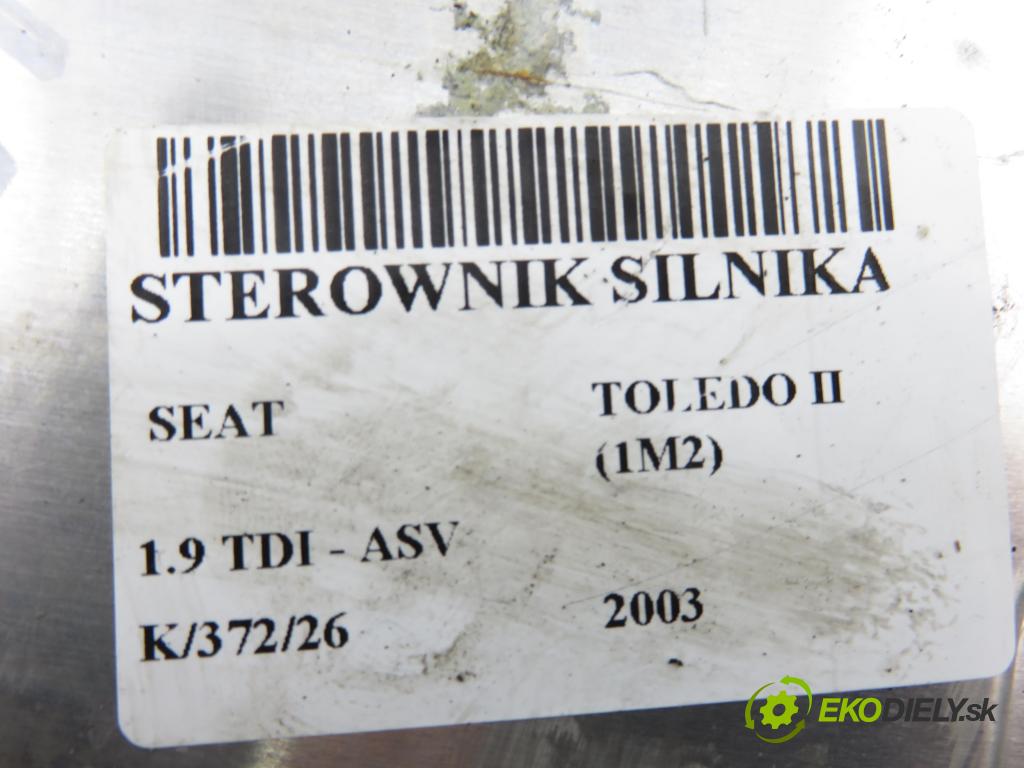 STEROWNIK SILNIKA
SEAT
TOLEDO II
(1M2)
1.9 TDI - ASV
K/372/26
2003
EKODIELY.sk